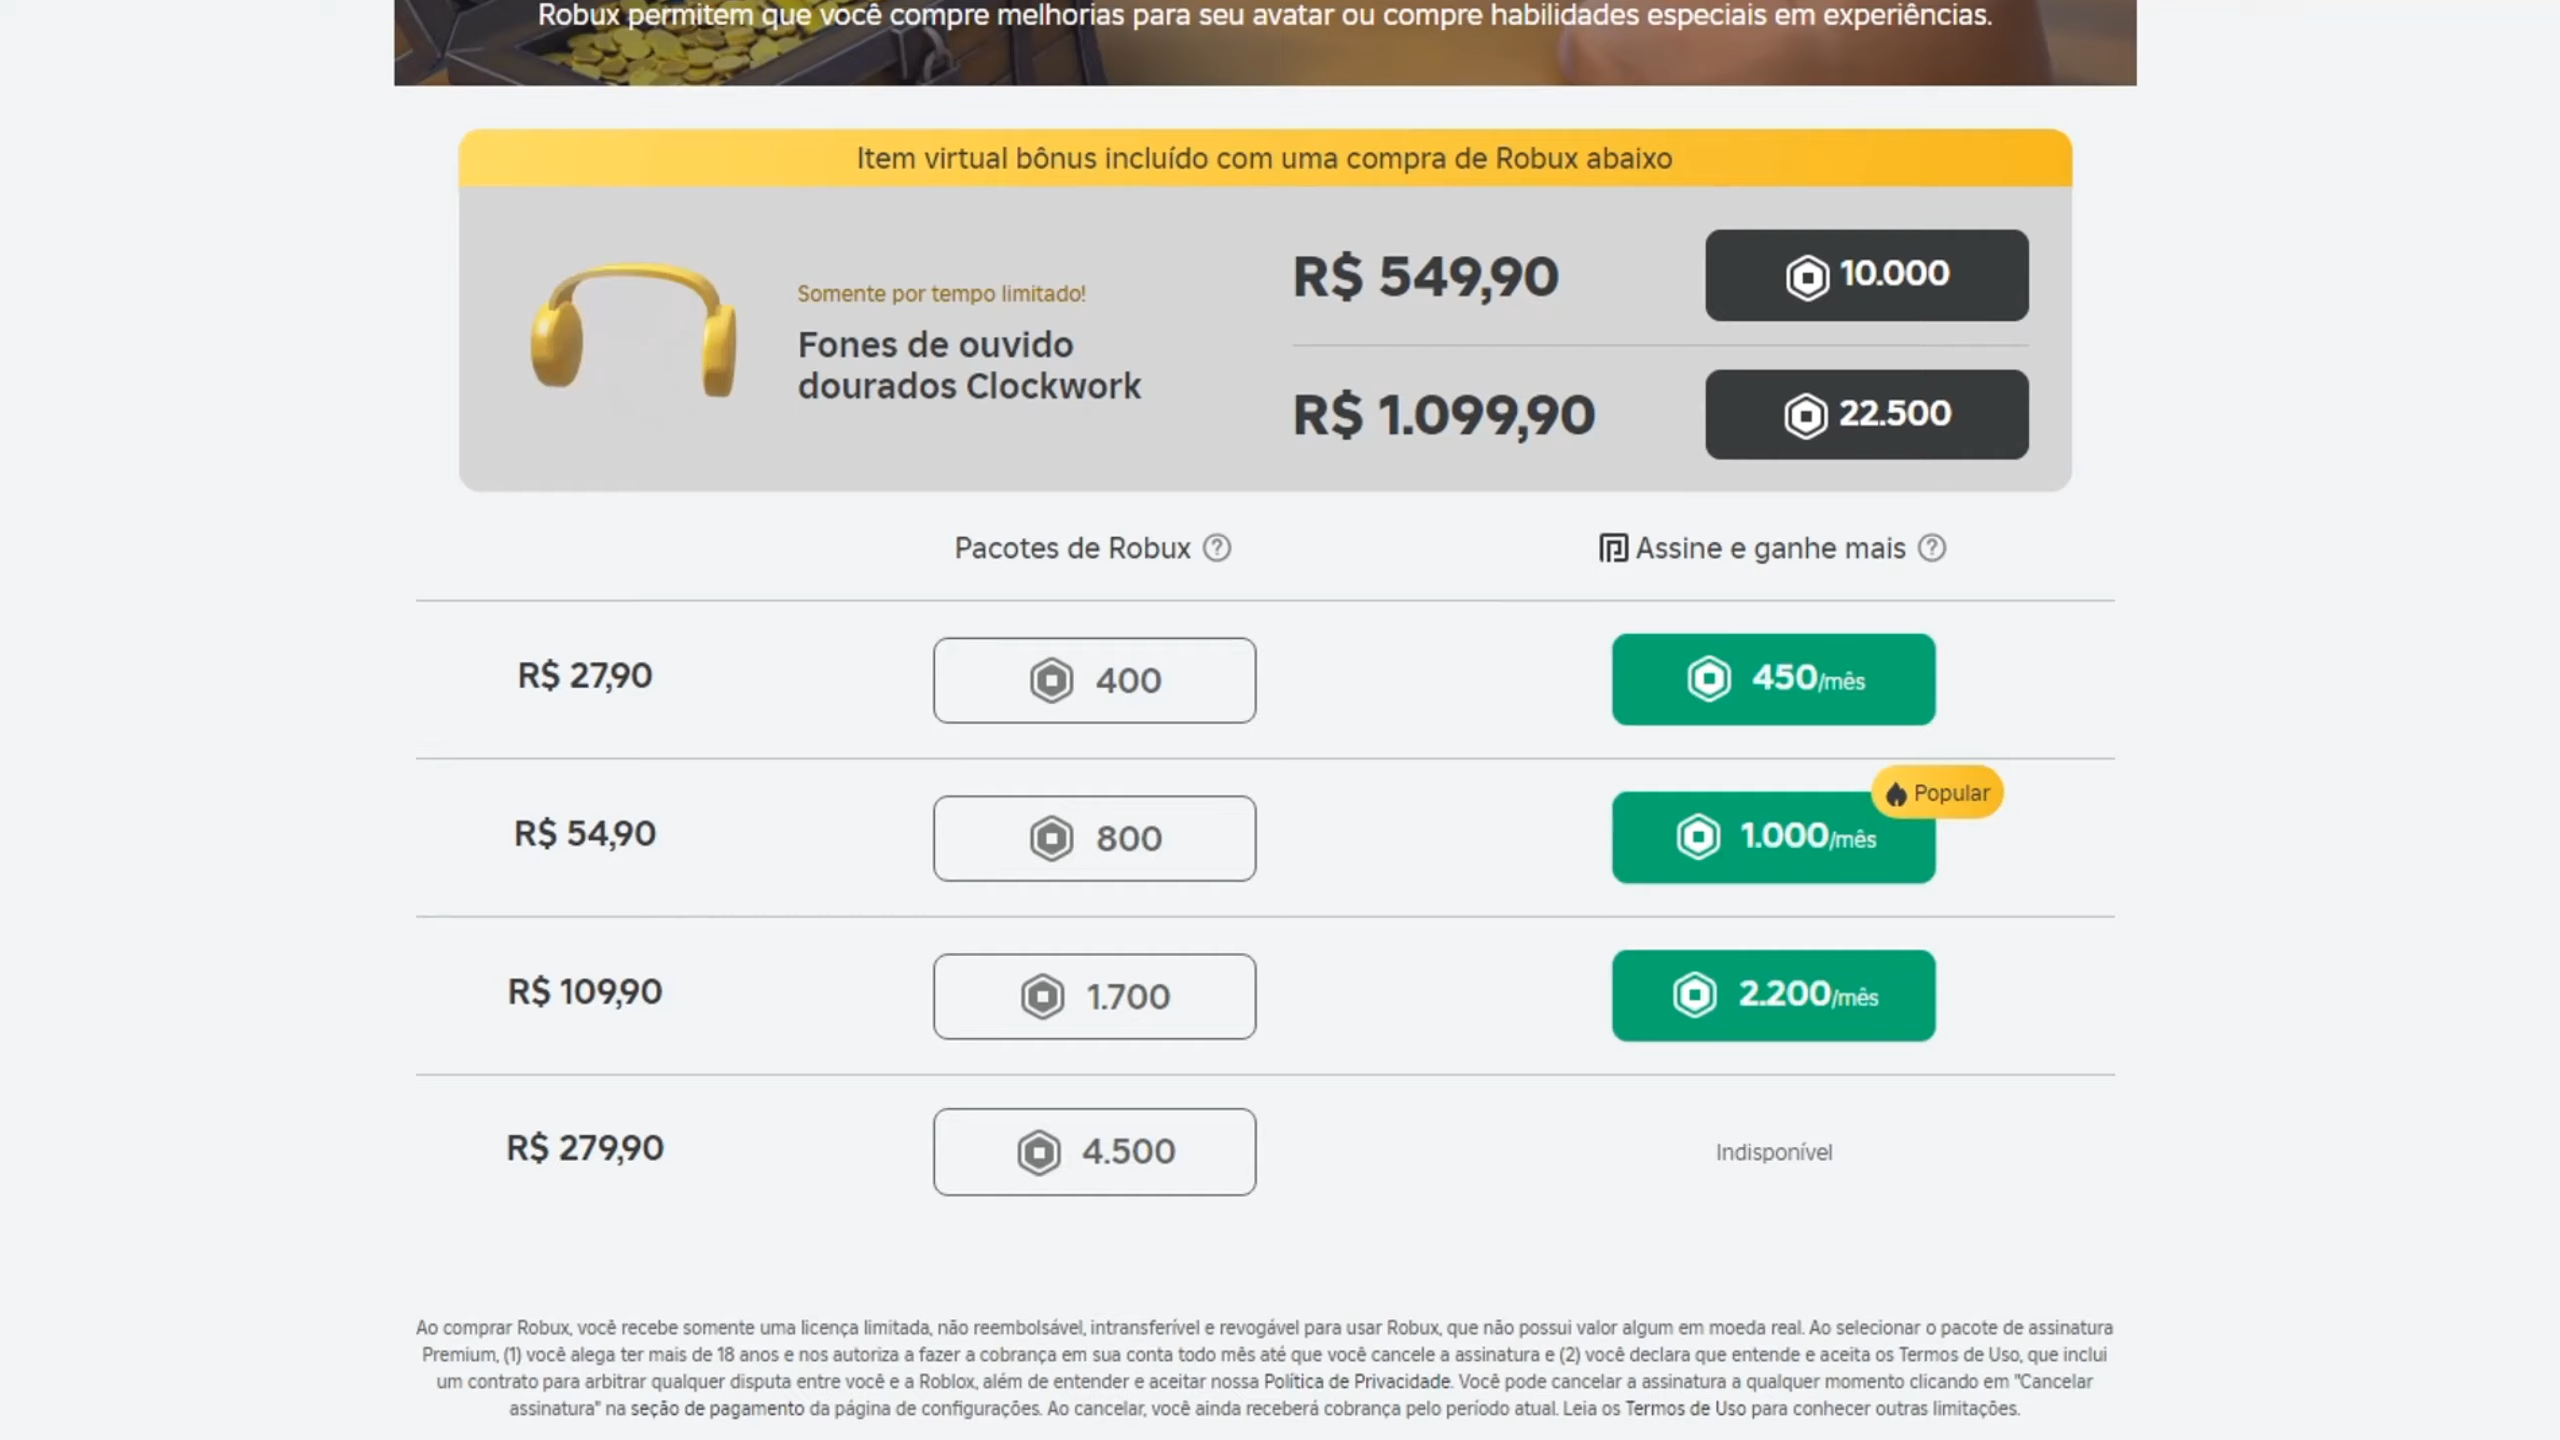 Robux permitem que você compre melhorias para seu avatar ou compre habilidades especiais em experiências.
Item virtual bônus incluído com uma compra de Robux abaixo
Somente por tempo limitado!
Fones de ouvido
dourados Clockwork
R$ 549,90
10.000
R$ 1.099,90
22.500
Pacotes de Robux
Assine e ganhe mais
R$ 27,90
400
450/mês
Popular
R$ 54,90
800
1.000/mês
R$ 109,90
1.700
2.200/mês
R$ 279,90
4.500
Indisponível
Ao comprar Robux, você recebe somente uma licença limitada, não reembolsável, intransferível e revogável para usar Robux, que não possui valor algum em moeda real. Ao selecionar o pacote de assinatura
Premium, (1) você alega ter mais de 18 anos e nos autoriza a fazer a cobrança em sua conta todo mês até que você cancele a assinatura e (2) você declara que entende e aceita os Termos de Uso, que inclui
um contrato para arbitrar qualquer disputa entre você e a Roblox, além de entender e aceitar nossa Política de Privacidade. Você pode cancelar a assinatura a qualquer momento clicando em "Cancelar
assinatura" na seção de pagamento da página de configurações. Ao cancelar, você ainda receberá cobrança pelo período atual. Leia os Termos de Uso para conhecer outras limitações.